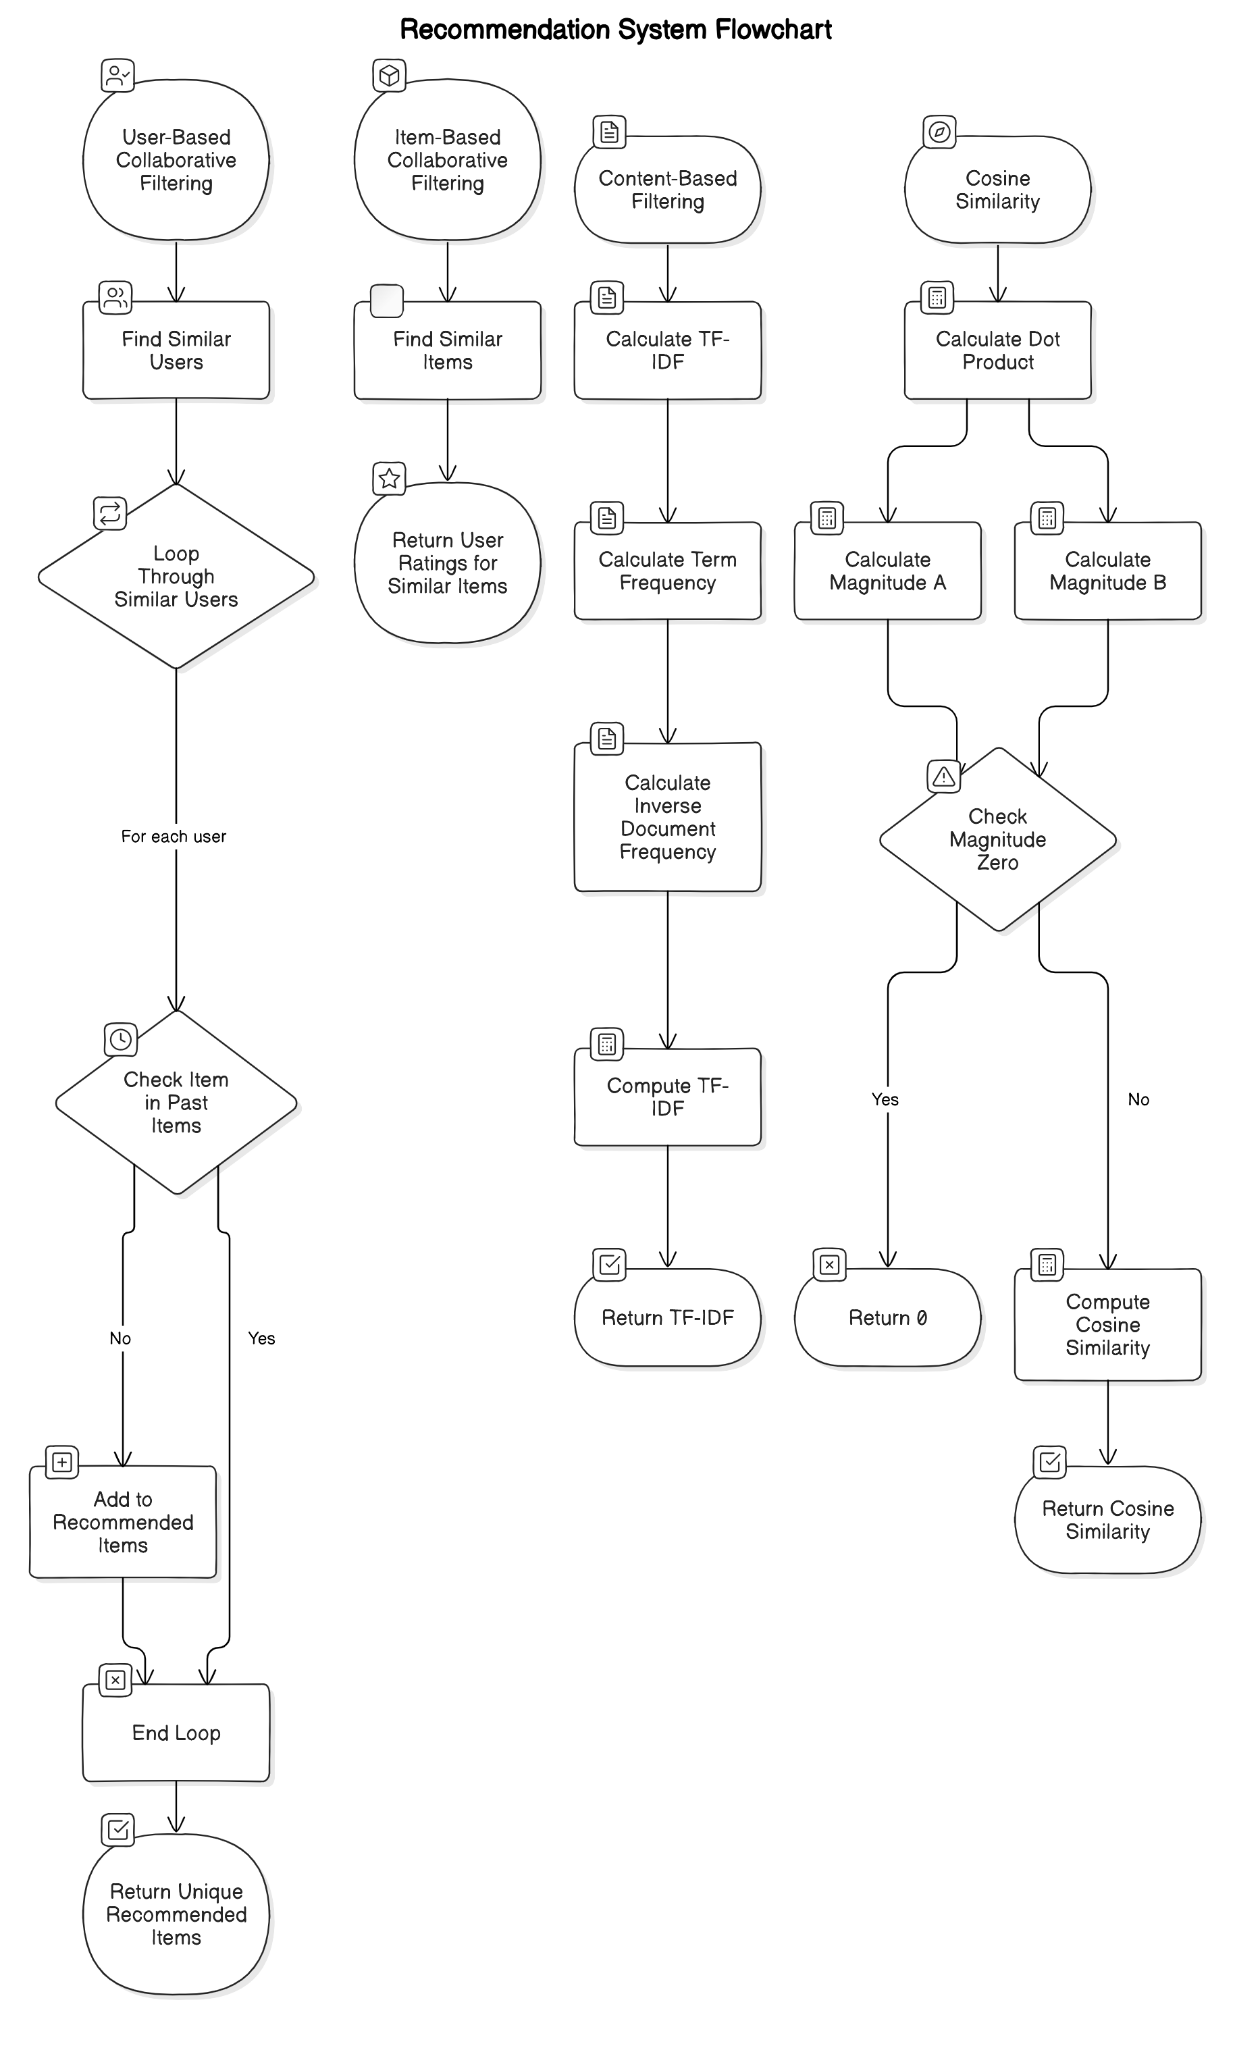 Recommendation System Flowchart
User-Based
Collaborative
Filtering
Find Similar
Users
Loop
Through
Similar Users
For each user
Check Item
in Past
Items
No
Yes
Add to
Recommended
Items
End Loop
Return Unique
Recommended
Items
Item-Based
Collaborative
Filtering
Find Similar
Items
Return User
Ratings for
Similar Items
Content-Based
Filtering
Calculate TF-
IDF
Calculate Term
Frequency
Calculate
Inverse
Document
Frequency
Compute TF-
IDF
Return TF-IDF
Cosine
Similarity
Calculate Dot
Product
Calculate
Magnitude A
Calculate
Magnitude B
Check
Magnitude
Zero
Yes
No
Return 0
Compute
Cosine
Similarity
Return Cosine
Similarity